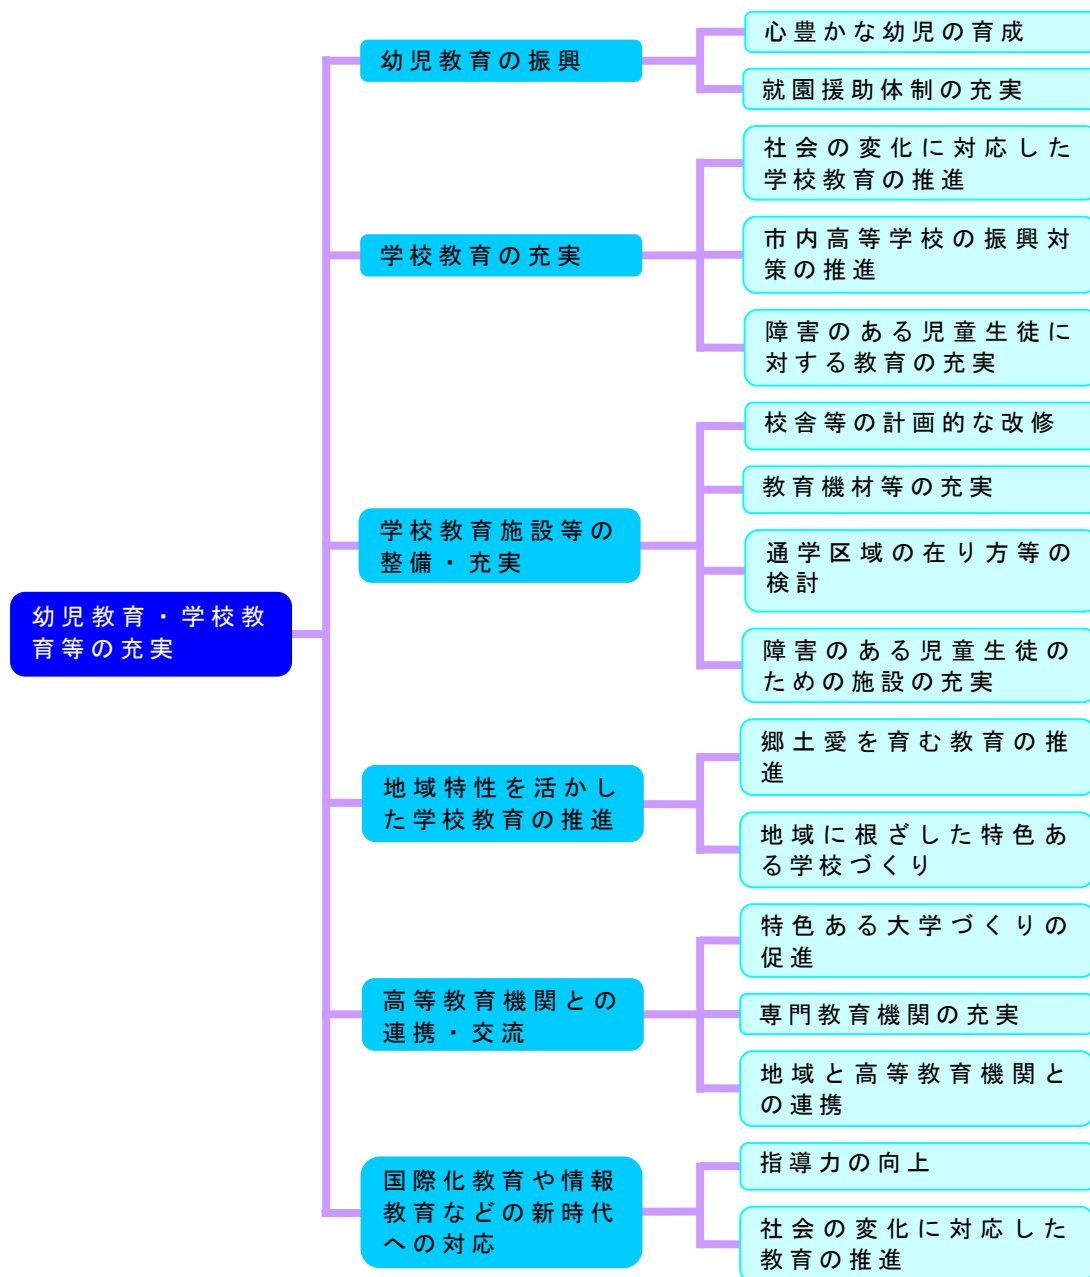 幼児教育・学校教
育等の充実
幼児教育の振興
心豊かな幼児の育成
就園援助体制の充実
学校教育の充実
社会の変化に対応した
学校教育の推進
市内高等学校の振興対
策の推進
障害のある児童生徒に
対する教育の充実
学校教育施設等の
整備・充実
校舎等の計画的な改修
教育機材等の充実
通学区域の在り方等の
検討
障害のある児童生徒の
ための施設の充実
地域特性を活かし
た学校教育の推進
郷土愛を育む教育の推
進
地域に根ざした特色あ
る学校づくり
高等教育機関との
連携・交流
特色ある大学づくりの
促進
専門教育機関の充実
地域と高等教育機関と
の連携
国際化教育や情報
教育などの新時代
への対応
指導力の向上
社会の変化に対応した
教育の推進